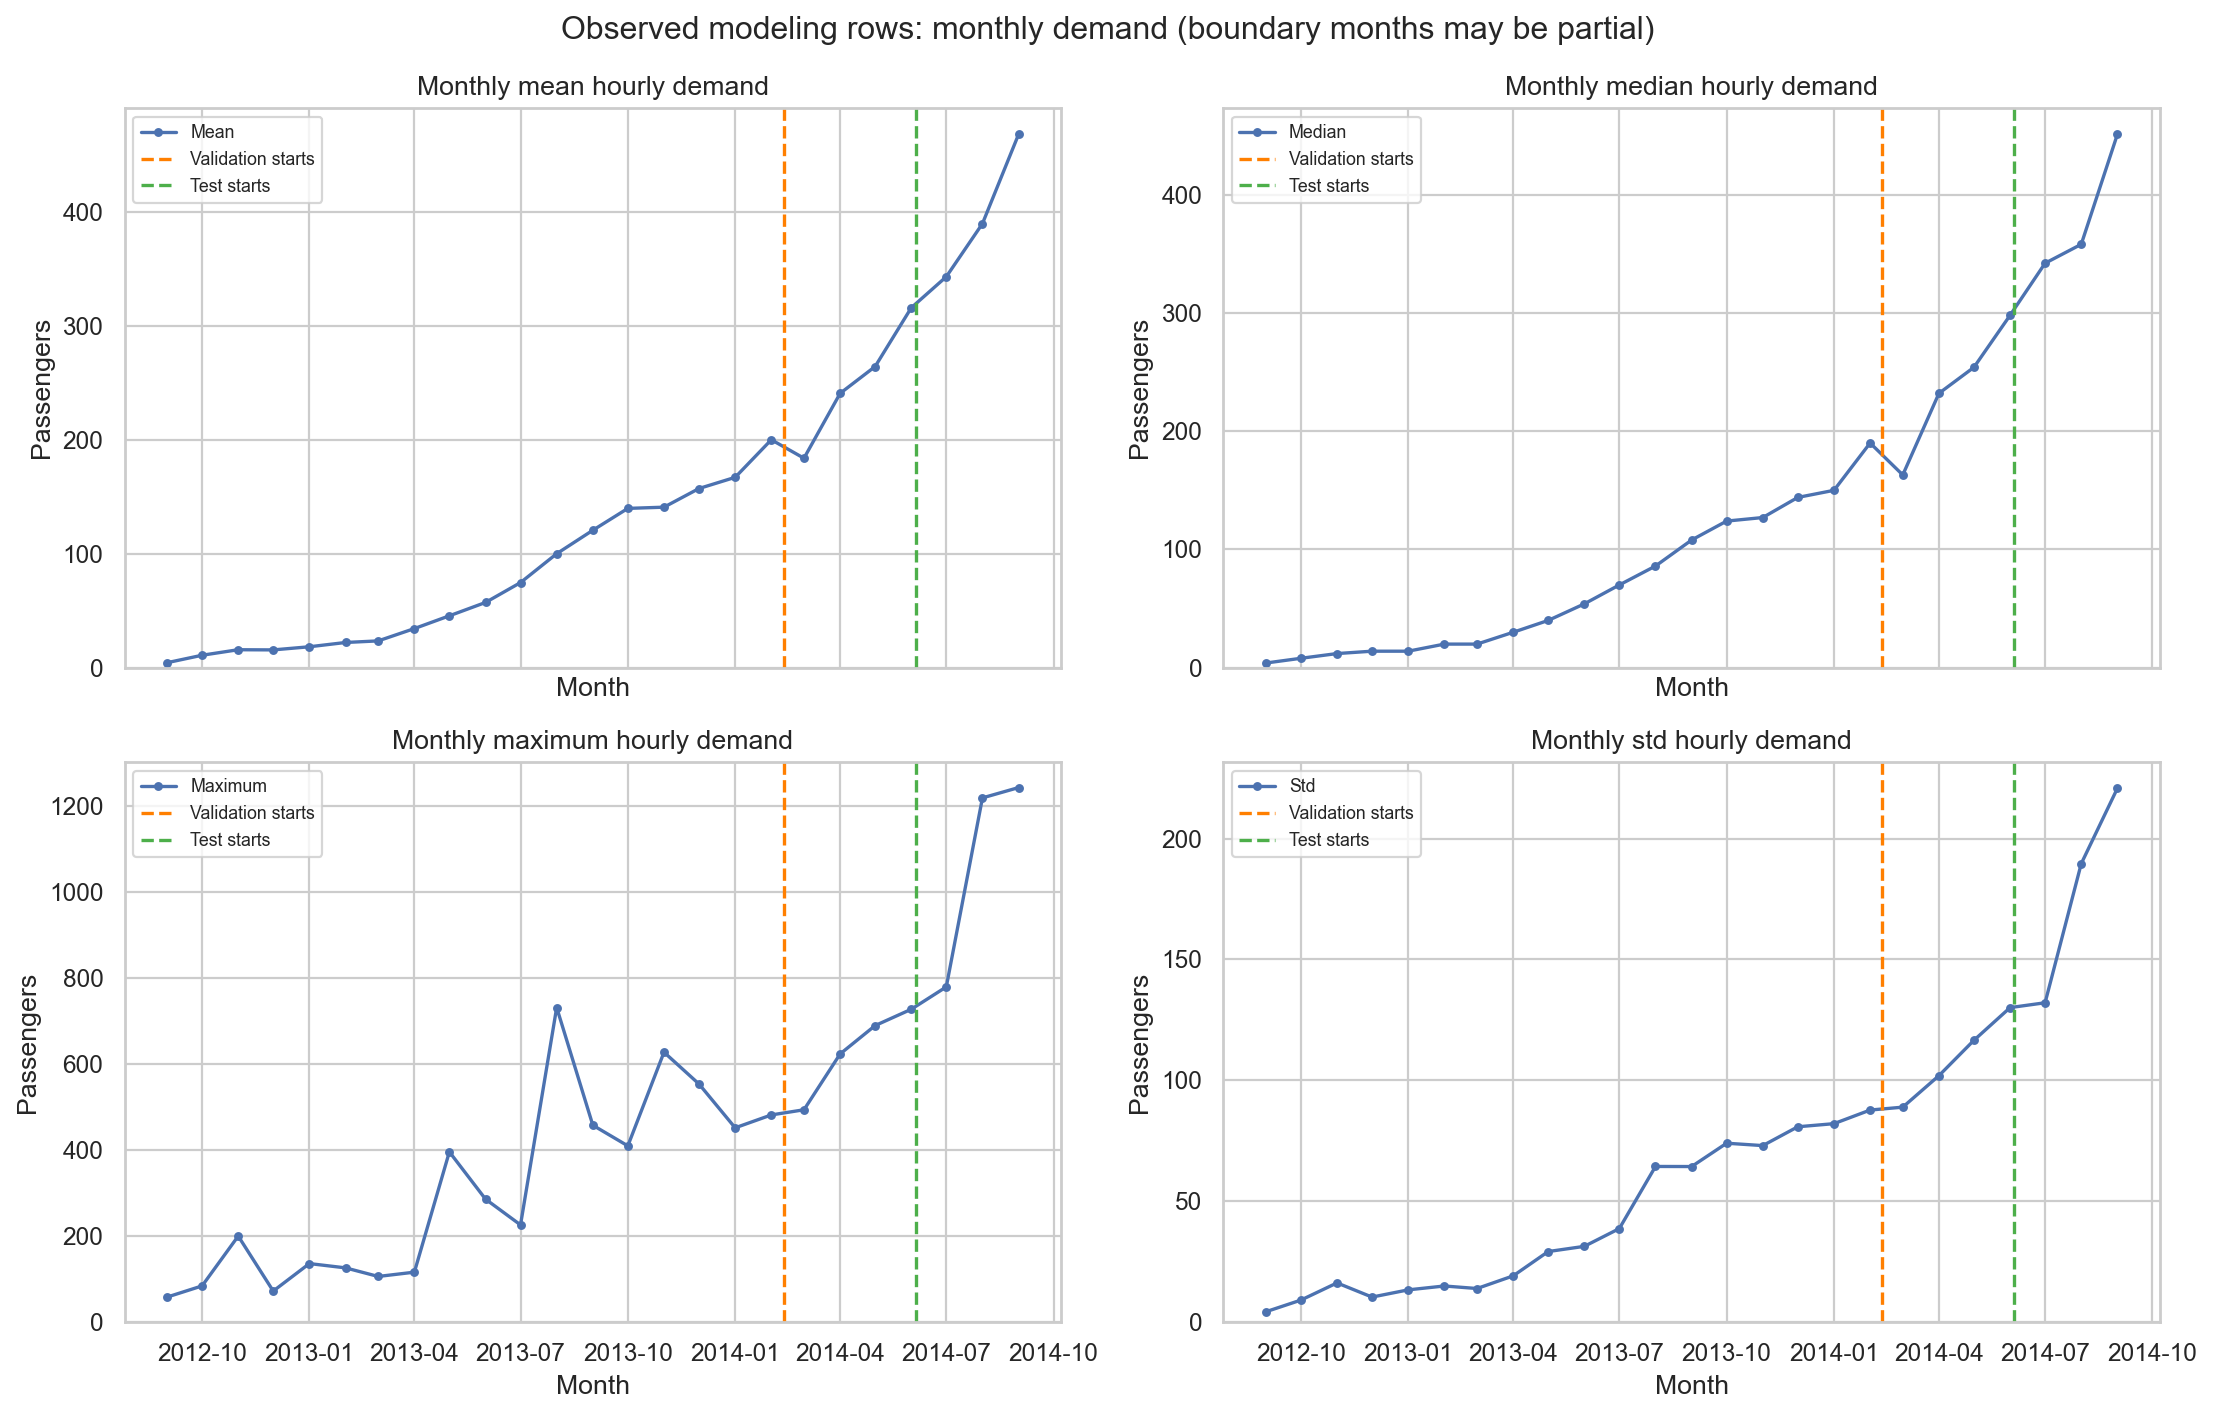 Observed modeling rows: monthly demand (boundary months may be partial)
Monthly mean hourly demand
Mean
Validation starts
Test starts
Passengers
400
300
200
100
0
Month
Monthly median hourly demand
Median
Validation starts
Test starts
Passengers
400
300
200
100
0
Month
Monthly maximum hourly demand
Maximum
Validation starts
Test starts
Passengers
1200
1000
800
600
400
200
0
2012-10 2013-01 2013-04 2013-07 2013-10 2014-01 2014-04 2014-07 2014-10
Month
Monthly std hourly demand
Std
Validation starts
Test starts
Passengers
200
150
100
50
0
2012-10 2013-01 2013-04 2013-07 2013-10 2014-01 2014-04 2014-07 2014-10
Month